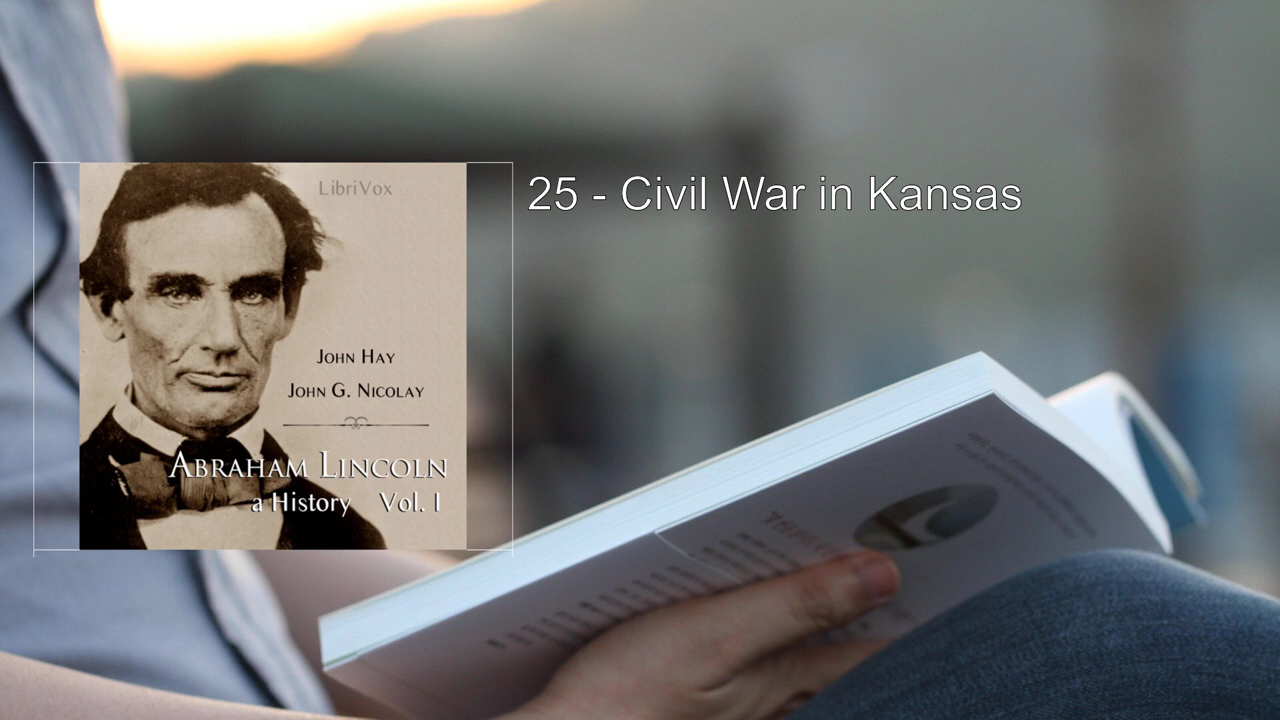 LibriVox
25 - Civil War in Kansas
John Hay
John G. Nicolay
Abraham Lincoln
a History Vol. I